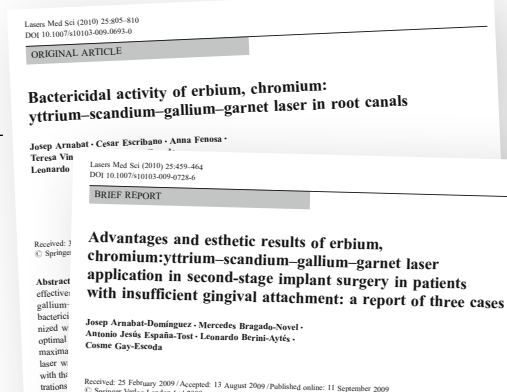 Lasers Med Sci (2010) 25:805–810
DOI 10.1007/s10103-009-0693-0
ORIGINAL ARTICLE
Bactericidal activity of erbium, chromium:
yttrium–scandium–gallium–garnet laser in root canals
Josep Arnabat · Cesar Escribano · Anna Fenosa ·
Teresa Vin
Leonardo
Received: 3
© Springe
Abstract
effective
gallium-
bacterici
nized w
optimal
maxima
laser w
with tha
trations
Lasers Med Sci (2010) 25:459–464
DOI 10.1007/s10103-009-0728-6
BRIEF REPORT
Advantages and esthetic results of erbium,
chromium:yttrium–scandium–gallium–garnet laser
application in second-stage implant surgery in patients
with insufficient gingival attachment: a report of three cases
Josep Arnabat-Domínguez · Mercedes Bragado-Novel ·
Antonio Jesús España-Tost · Leonardo Berini-Aytés ·
Cosme Gay-Escoda
Received: 25 February 2009 / Accepted: 13 August 2009 / Published online: 11 September 2009